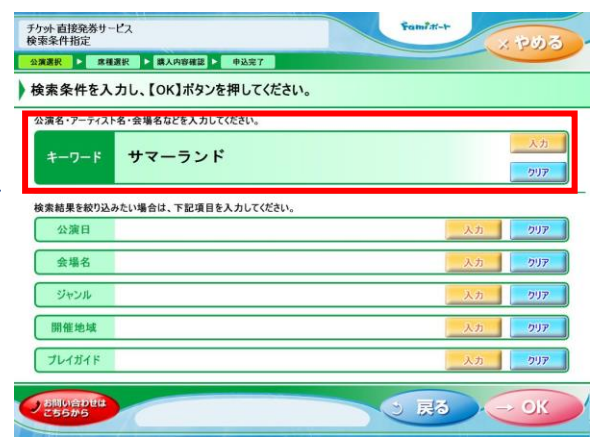 チケット直接発券サービス
Famiポート
検索条件指定
× やめる
公演選択 ▶ 席種選択 ▶ 購入内容確認 ▶ 申込完了
検索条件を入力し、【OK】ボタンを押してください。
公演名・アーティスト名・会場名などを入力してください。
キーワード サマーランド 入力
クリア
検索結果を絞り込みたい場合は、下記項目を入力してください。
公演日 入力 クリア
会場名 入力 クリア
ジャンル 入力 クリア
開催地域 入力 クリア
プレイガイド 入力 クリア
お問い合わせは
こちらから
戻る
→ OK